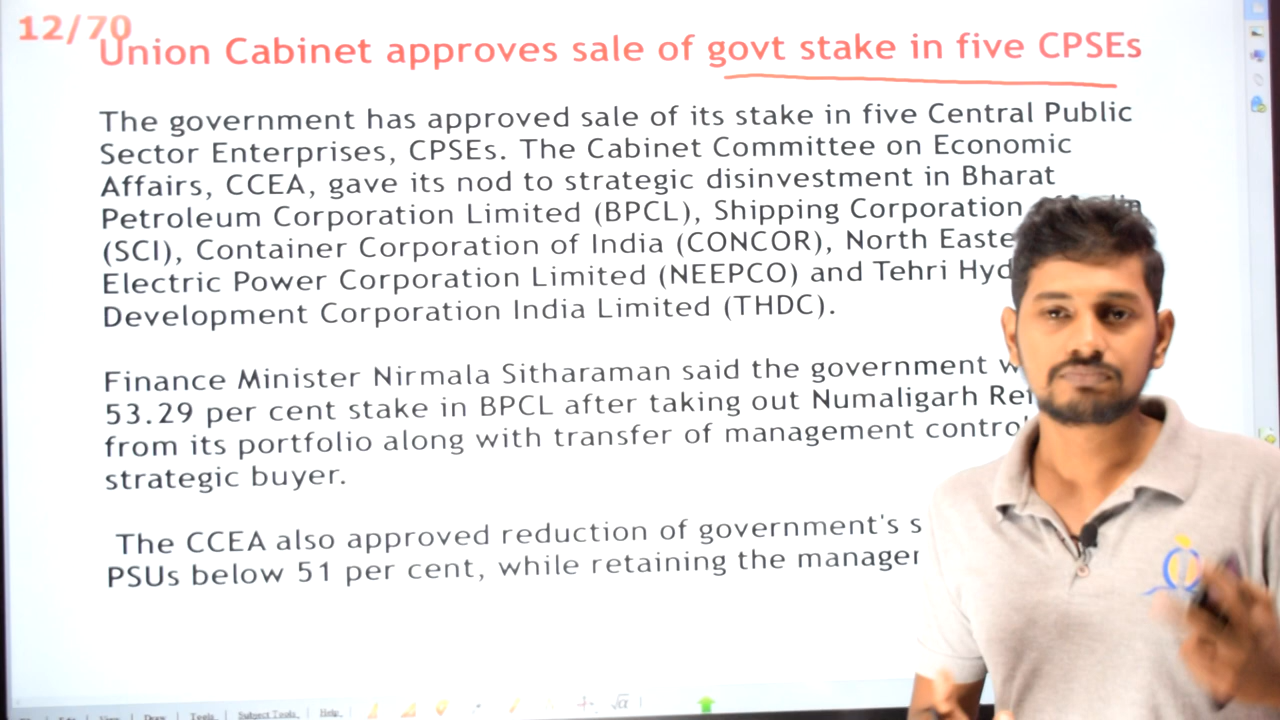 12/70
Union Cabinet approves sale of govt stake in five CPSEs
The government has approved sale of its stake in five Central Public
Sector Enterprises, CPSEs. The Cabinet Committee on Economic
Affairs, CCEA, gave its nod to strategic disinvestment in Bharat
Petroleum Corporation Limited (BPCL), Shipping Corporation
(SCI), Container Corporation of India (CONCOR), North
Electric Power Corporation Limited (NEEPCO) and Tehri
Development Corporation India Limited (THDC).
Finance Minister Nirmala Sitharaman said the government
53.29 per cent stake in BPCL after taking out Numaligarh
from its portfolio along with transfer of management
strategic buyer.
The CCEA also approved reduction of government's
PSUs below 51 per cent, while retaining the
Tools Subject Tools Help